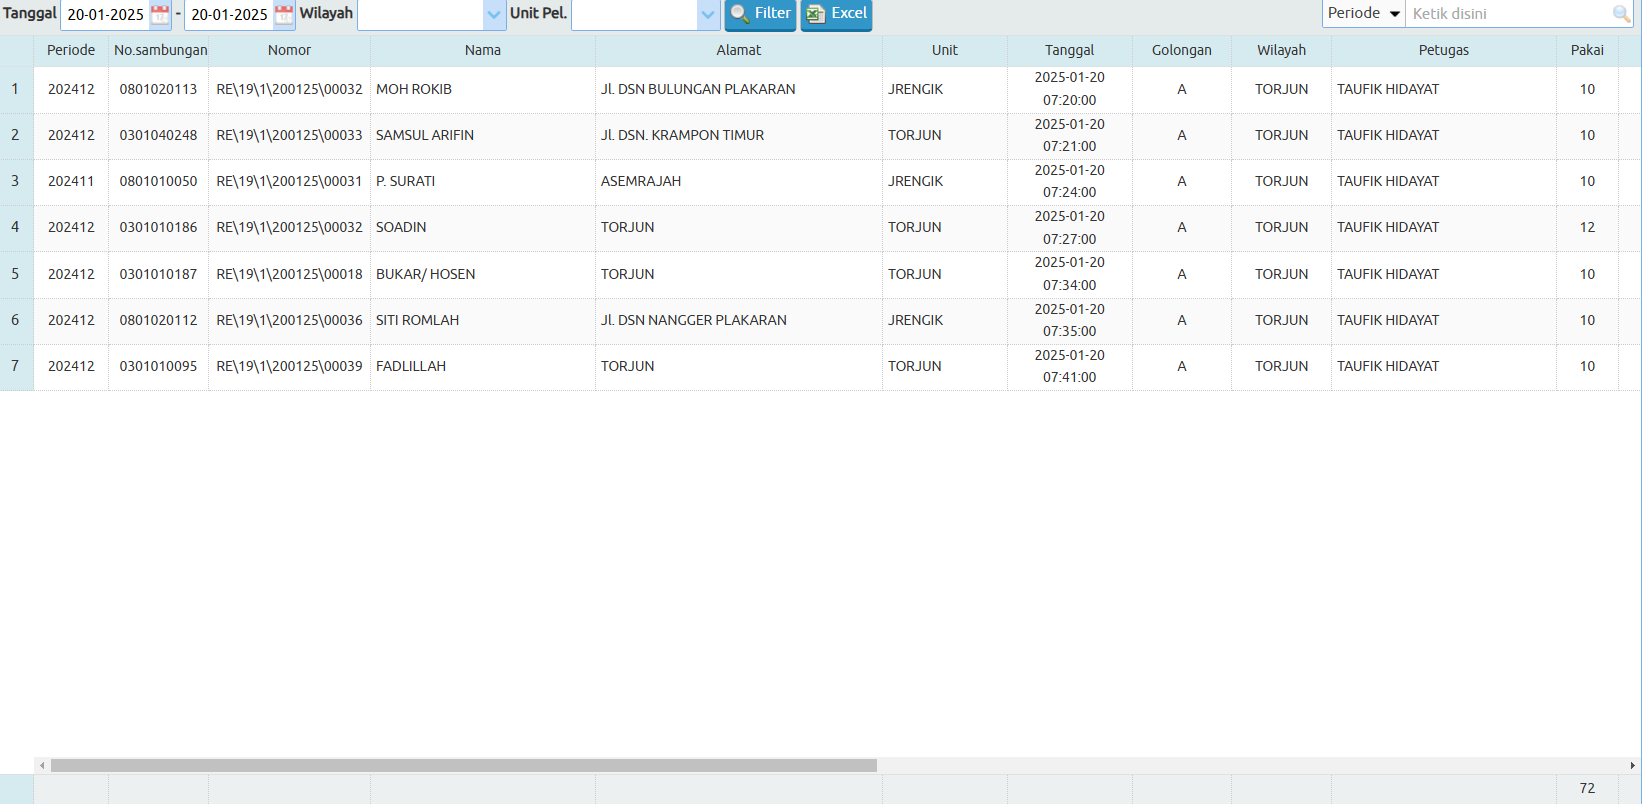 Tanggal 20-01-2025 - 20-01-2025 Wilayah Unit Pel. Filter Excel Periode Ketik disini
Periode No.sambungan Nomor Nama Alamat Unit Tanggal Golongan Wilayah Petugas Pakai
1 202412 0801020113 RE\19\1\200125\00032 MOH ROKIB Jl. DSN BULUNGAN PLAKARAN JRENGIK 2025-01-20 07:20:00 A TORJUN TAUFIK HIDAYAT 10
2 202412 0301040248 RE\19\1\200125\00033 SAMSUL ARIFIN Jl. DSN. KRAMPON TIMUR TORJUN 2025-01-20 07:21:00 A TORJUN TAUFIK HIDAYAT 10
3 202411 0801010050 RE\19\1\200125\00031 P. SURATI ASEMRAJAH JRENGIK 2025-01-20 07:24:00 A TORJUN TAUFIK HIDAYAT 10
4 202412 0301010186 RE\19\1\200125\00032 SOADIN TORJUN TORJUN 2025-01-20 07:27:00 A TORJUN TAUFIK HIDAYAT 12
5 202412 0301010187 RE\19\1\200125\00018 BUKAR/ HOSEN TORJUN TORJUN 2025-01-20 07:34:00 A TORJUN TAUFIK HIDAYAT 10
6 202412 0801020112 RE\19\1\200125\00036 SITI ROMLAH Jl. DSN NANGGER PLAKARAN JRENGIK 2025-01-20 07:35:00 A TORJUN TAUFIK HIDAYAT 10
7 202412 0301010095 RE\19\1\200125\00039 FADLILLAH TORJUN TORJUN 2025-01-20 07:41:00 A TORJUN TAUFIK HIDAYAT 10
72